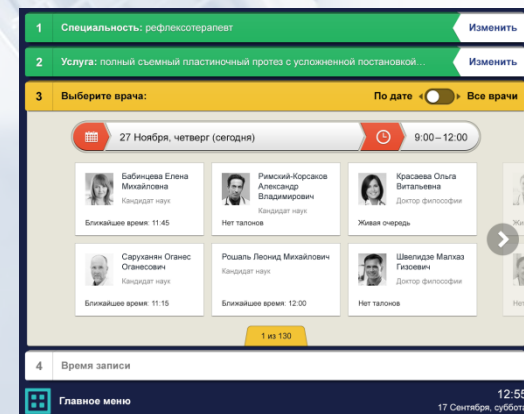 1 Специальность: рефлексотерапевт Изменить
2 Услуга: полный съемный пластиночный протез с усложненной постановкой... Изменить
3 Выберите врача: По дате Все врачи
27 Ноября, четверг (сегодня) 9:00–12:00
Бабинцева Елена
Михайловна
Кандидат наук
Ближайшее время: 11:45
Римский-Корсаков
Александр
Владимирович
Кандидат наук
Нет талонов
Красаева Ольга
Витальевна
Доктор философии
Живая очередь
Саруханян Оганес
Оганесович
Кандидат наук
Ближайшее время: 11:15
Рошаль Леонид Михайлович
Кандидат наук
Ближайшее время: 12:00
Швелидзе Малхаз
Гизоевич
Доктор философии
Нет талонов
1 из 130
4 Время записи
Главное меню
12:55
17 Сентября, суббота